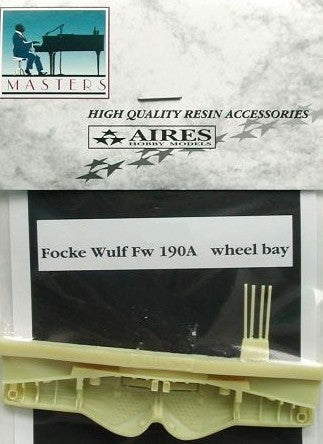 MASTERS
HIGH QUALITY RESIN ACCESSORIES
AIRES
HOBBY MODELS
Focke Wulf Fw 190A wheel bay